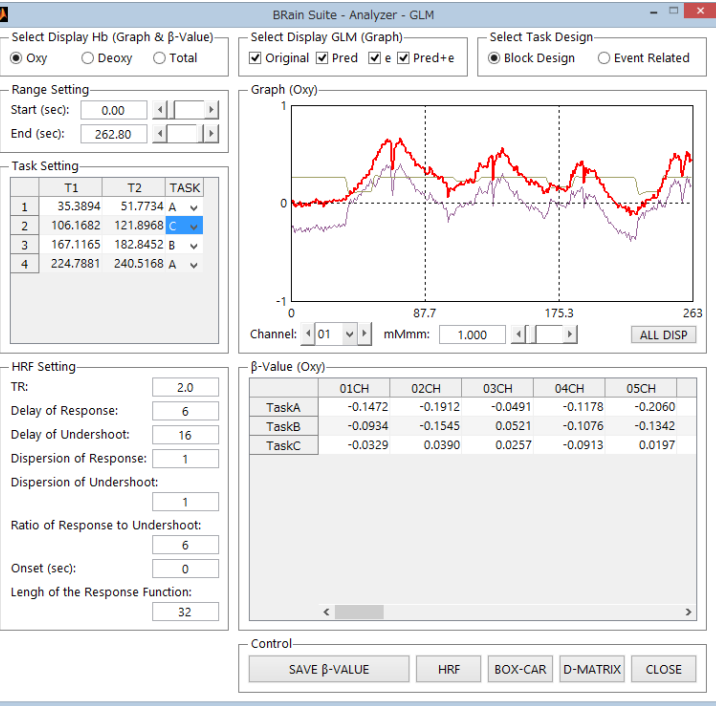 BRain Suite - Analyzer - GLM
Select Display Hb (Graph & β-Value)
Oxy Deoxy Total
Select Display GLM (Graph)
Original Pred e Pred+e
Select Task Design
Block Design Event Related
Range Setting
Start (sec): 0.00
End (sec): 262.80
Task Setting
T1 T2 TASK
1 35.3894 51.7734 A
2 106.1682 121.8968 C
3 167.1165 182.8452 B
4 224.7881 240.5168 A
Graph (Oxy)
1
0
-1
0 87.7 175.3 263
Channel: 01 mMmm: 1.000 ALL DISP
HRF Setting
TR: 2.0
Delay of Response: 6
Delay of Undershoot: 16
Dispersion of Response: 1
Dispersion of Undershoot:
1
Ratio of Response to Undershoot:
6
Onset (sec): 0
Lengh of the Response Function:
32
β-Value (Oxy)
01CH 02CH 03CH 04CH 05CH
TaskA -0.1472 -0.1912 -0.0491 -0.1178 -0.2060
TaskB -0.0934 -0.1545 0.0521 -0.1076 -0.1342
TaskC -0.0329 0.0390 0.0257 -0.0913 0.0197
Control
SAVE β-VALUE HRF BOX-CAR D-MATRIX CLOSE